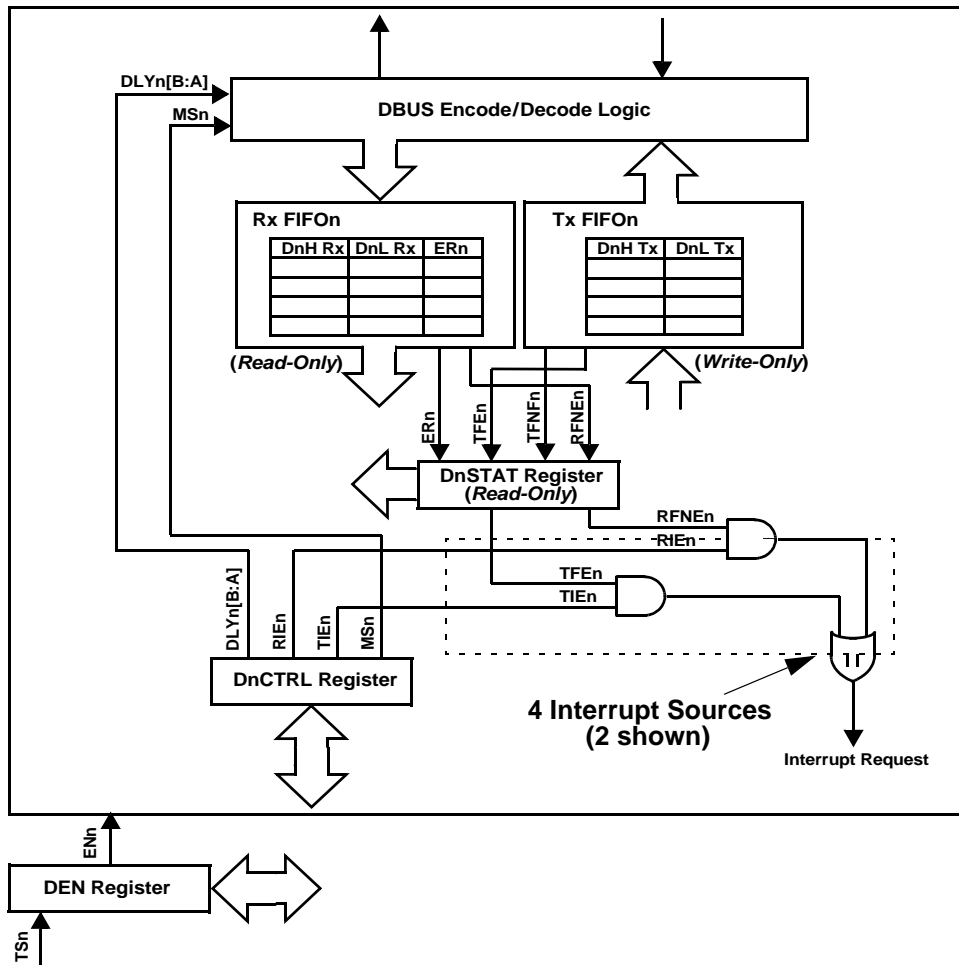 DLYn[B:A]
MSn
DBUS Encode/Decode Logic
Rx FIFOn
DnH Rx DnL Rx ERn
(Read-Only)
Tx FIFOn
DnH Tx DnL Tx
(Write-Only)
ERn
TFEn
TFNFn
RFNEn
DnSTAT Register
(Read-Only)
RFNEn
RIEn
TFEn
TIEn
DLYn[B:A]
RIEn
TIEn
MSn
DnCTRL Register
4 Interrupt Sources
(2 shown)
Interrupt Request
ENn
DEN Register
TSn